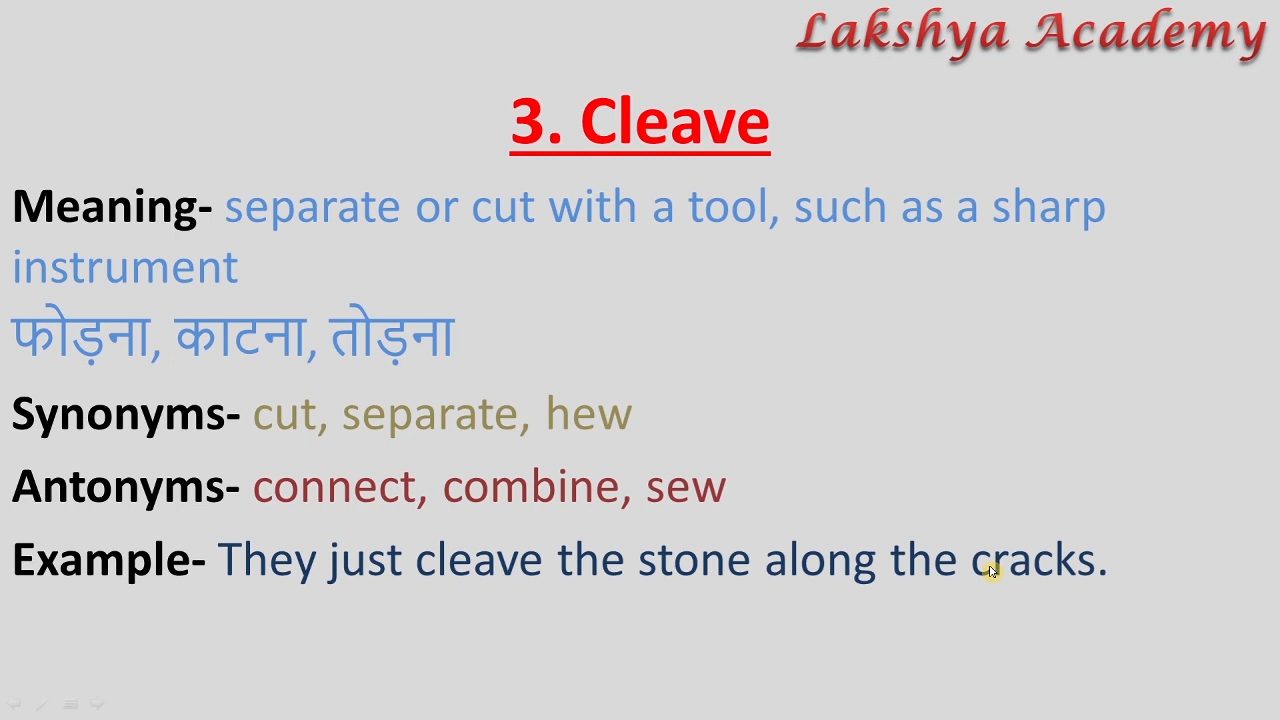 Lakshya Academy
3. Cleave
Meaning- separate or cut with a tool, such as a sharp
instrument
फोड़ना, काटना, तोड़ना
Synonyms- cut, separate, hew
Antonyms- connect, combine, sew
Example- They just cleave the stone along the cracks.